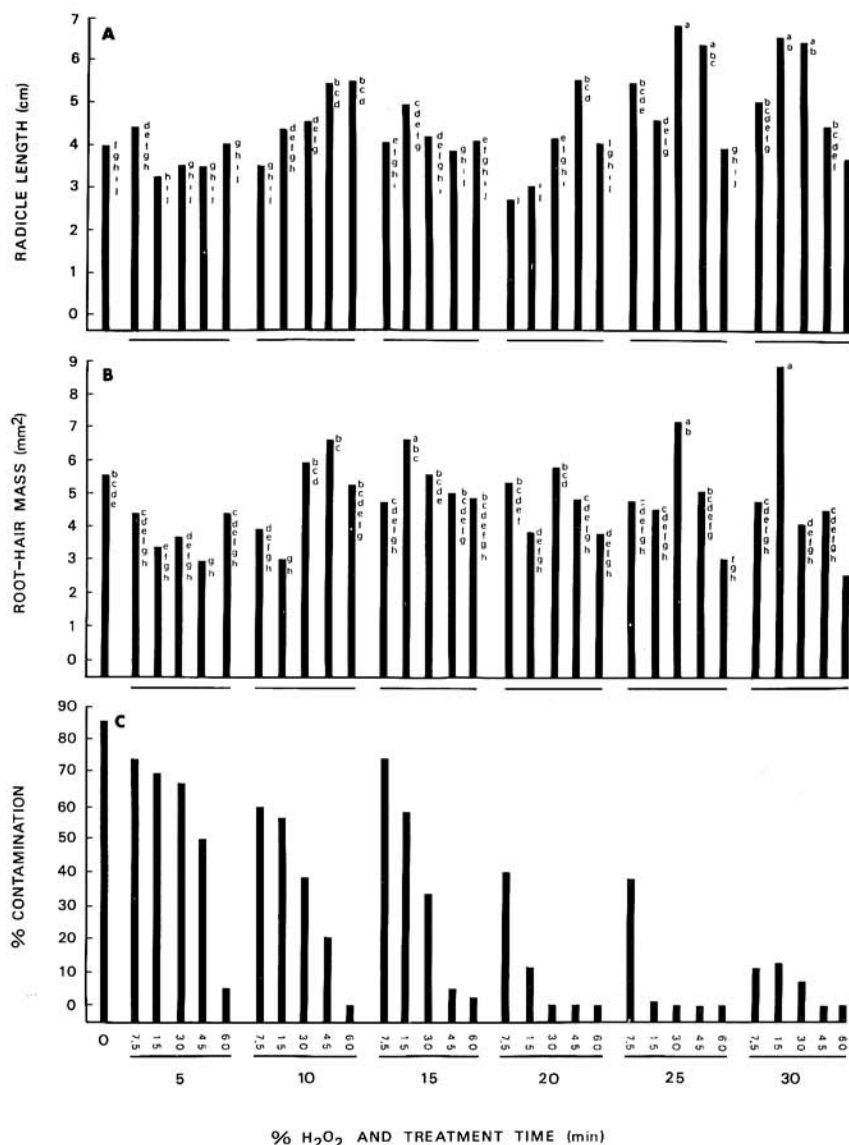 A
RADICLE LENGTH (cm)
7
6
5
4
3
2
1
0
f g h i j
d e f g h
h i j
g h i j
g h i j
g h i j
g h i j
d e f g h
d e f g
b c d
b c d
e f g h i
c d e f g
d e f g h i
g h i j
e f g h i j
j
i j
e f g h i
b c d
f g h i j
b c d e
d e f g
a
a b c
g h i j
b c d e f g
a b
a b
b c d e f
B
ROOT-HAIR MASS (mm²)
9
8
7
6
5
4
3
2
1
0
b c d e
c d e f g h
e f g h
d e f g h
g h
c d e f g h
d e f g h
g h
b c d
b c
b c d e f g
c d e f g h
a b c
b c d e
b c d e f g
b c d e f g h
b c d e f
d e f g h
b c d
c d e f g h
d e f g h
c d e f g h
c d e f g h
a b
b c d e f g
f g h
c d e f g h
a
d e f g h
c d e f g h
C
% CONTAMINATION
90
80
70
60
50
40
30
20
10
0
0 7,5 15 30 45 60 7,5 15 30 45 60 7,5 15 30 45 60 7,5 15 30 45 60 7,5 15 30 45 60 7,5 15 30 45 60
5 10 15 20 25 30
% H₂O₂ AND TREATMENT TIME (min)